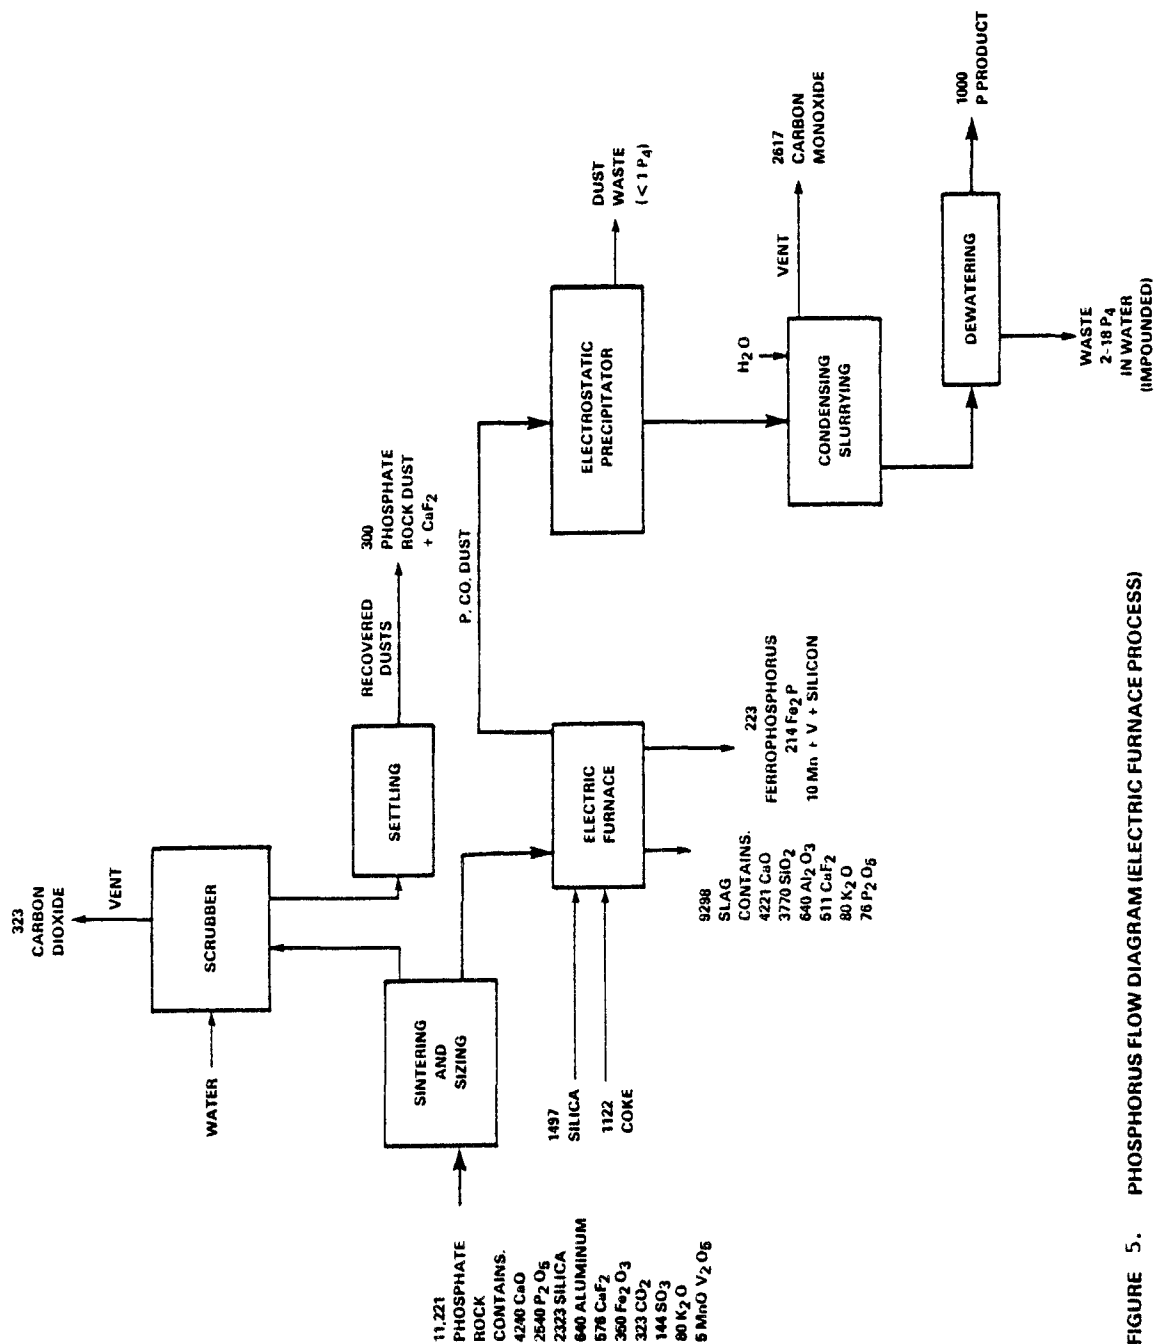 323
CARBON
DIOXIDE
VENT
WATER
SCRUBBER
SETTLING
RECOVERED
DUSTS
300
PHOSPHATE
ROCK DUST
+ CaF2
11,221
PHOSPHATE
ROCK
CONTAINS.
4240 CaO
2540 P2O5
2323 SILICA
640 ALUMINUM
576 CaF2
350 Fe2O3
323 CO2
144 SO3
80 K2O
5 MnO V2O5
SINTERING
AND
SIZING
1497
SILICA
1122
COKE
ELECTRIC
FURNACE
9298
SLAG
CONTAINS.
4221 CaO
3770 SiO2
640 Al2O3
511 CaF2
80 K2O
76 P2O5
223
FERROPHOSPHORUS
214 Fe2P
10 Mn + V + SILICON
P. CO. DUST
ELECTROSTATIC
PRECIPITATOR
DUST
WASTE
(< 1 P4)
H2O
CONDENSING
SLURRYING
VENT
2617
CARBON
MONOXIDE
DEWATERING
1000
P PRODUCT
WASTE
2-18 P4
IN WATER
(IMPOUNDED)
FIGURE 5. PHOSPHORUS FLOW DIAGRAM (ELECTRIC FURNACE PROCESS)